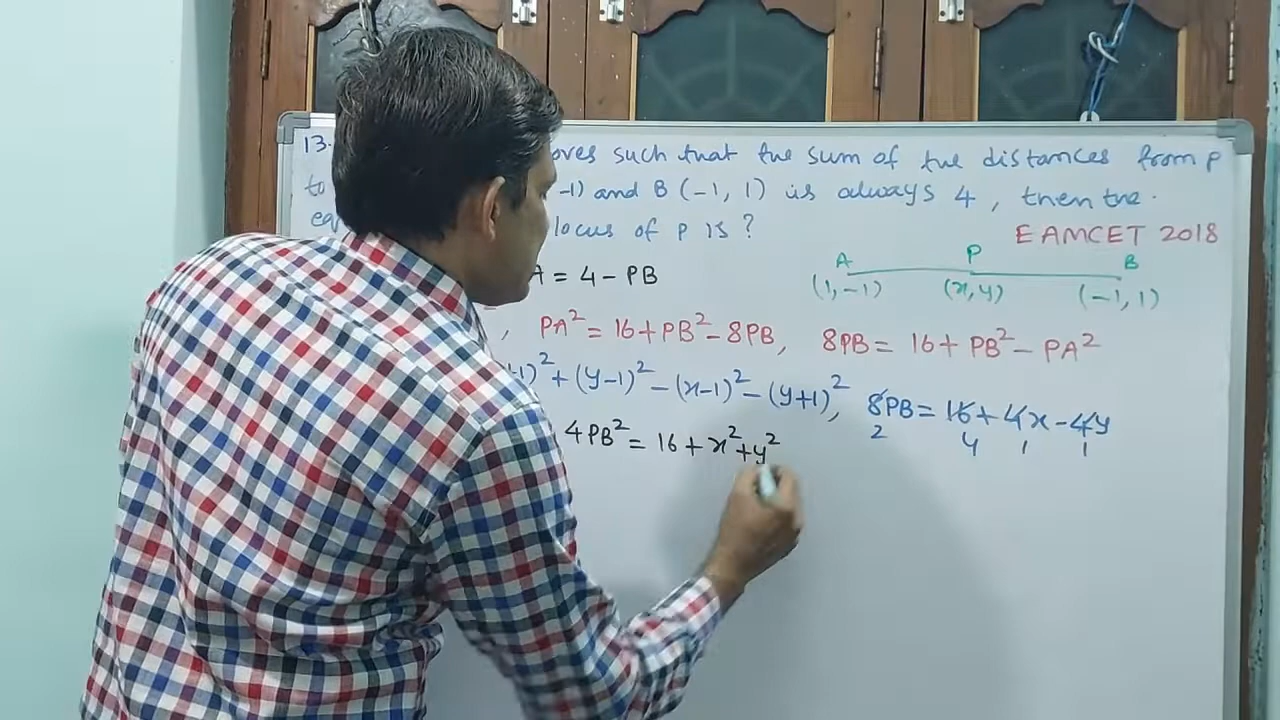 13.
oves such that the sum of the distances from P
to -1) and B (-1, 1) is always 4, then the.
eq locus of P is?
EAMCET 2018
A = 4 - PB
A P B
(1, -1) (x, y) (-1, 1)
, PA² = 16 + PB² - 8PB, 8PB = 16 + PB² - PA²
1)² + (y-1)² - (x-1)² - (y+1)², 8PB = 16 + 4x - 4y
2 4 1 1
4PB² = 16 + x² + y²